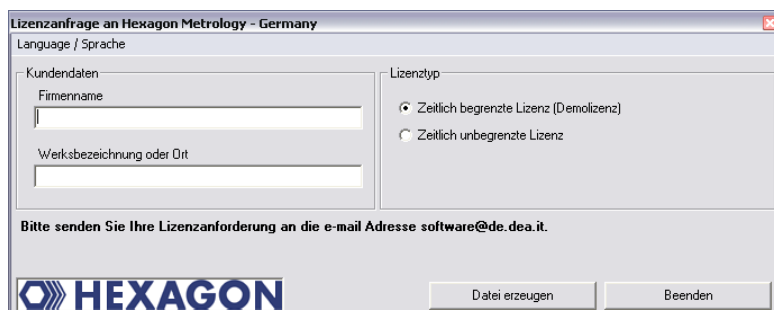 Lizenzanfrage an Hexagon Metrology - Germany
Language / Sprache
Kundendaten
Firmenname
Werksbezeichnung oder Ort
Lizenztyp
Zeitlich begrenzte Lizenz (Demolizenz)
Zeitlich unbegrenzte Lizenz
Bitte senden Sie Ihre Lizenzanforderung an die e-mail Adresse software@de.dea.it.
HEXAGON
Datei erzeugen
Beenden